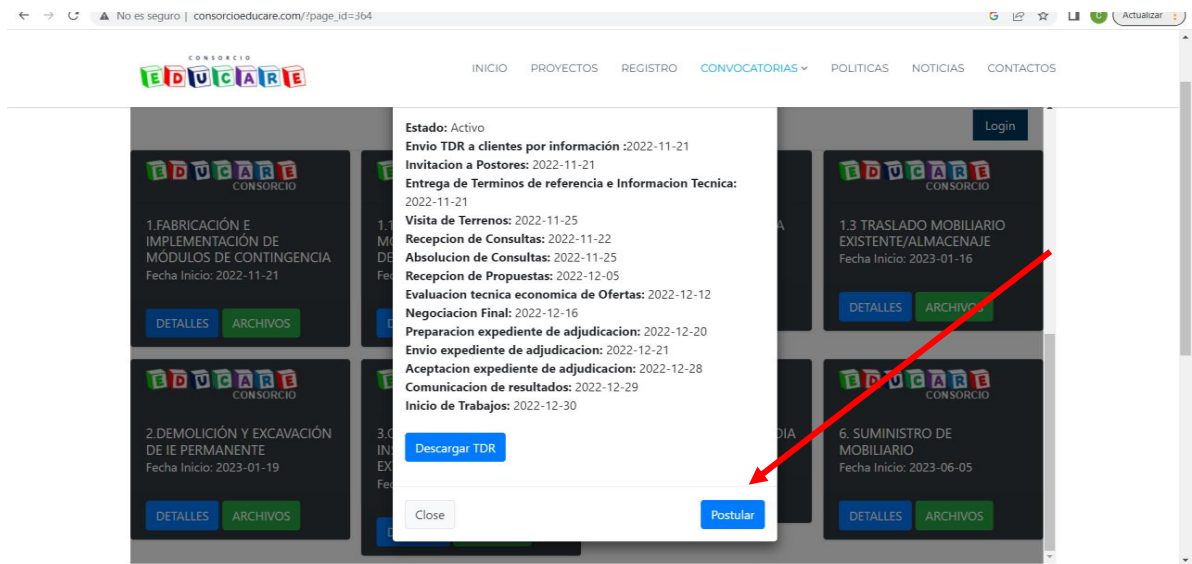 No es seguro | consorcioeducare.com/?page_id=364
Actualizar
CONSORCIO
EDUCARE
INICIO PROYECTOS REGISTRO CONVOCATORIAS POLITICAS NOTICIAS CONTACTOS
Login
Estado: Activo
Envio TDR a clientes por información :2022-11-21
Invitacion a Postores: 2022-11-21
Entrega de Terminos de referencia e Informacion Tecnica:
2022-11-21
Visita de Terrenos: 2022-11-25
Recepcion de Consultas: 2022-11-22
Absolucion de Consultas: 2022-11-25
Recepcion de Propuestas: 2022-12-05
Evaluacion tecnica economica de Ofertas: 2022-12-12
Negociacion Final: 2022-12-16
Preparacion expediente de adjudicacion: 2022-12-20
Envio expediente de adjudicacion: 2022-12-21
Aceptacion expediente de adjudicacion: 2022-12-28
Comunicacion de resultados: 2022-12-29
Inicio de Trabajos: 2022-12-30
Descargar TDR
Close
Postular
EDUCARE
CONSORCIO
1.FABRICACIÓN E
IMPLEMENTACIÓN DE
MÓDULOS DE CONTINGENCIA
Fecha Inicio: 2022-11-21
DETALLES ARCHIVOS
EDUCARE
CONSORCIO
1.3 TRASLADO MOBILIARIO
EXISTENTE/ALMACENAJE
Fecha Inicio: 2023-01-16
DETALLES ARCHIVOS
EDUCARE
CONSORCIO
2.DEMOLICIÓN Y EXCAVACIÓN
DE IE PERMANENTE
Fecha Inicio: 2023-01-19
DETALLES ARCHIVOS
EDUCARE
CONSORCIO
6. SUMINISTRO DE
MOBILIARIO
Fecha Inicio: 2023-06-05
DETALLES ARCHIVOS